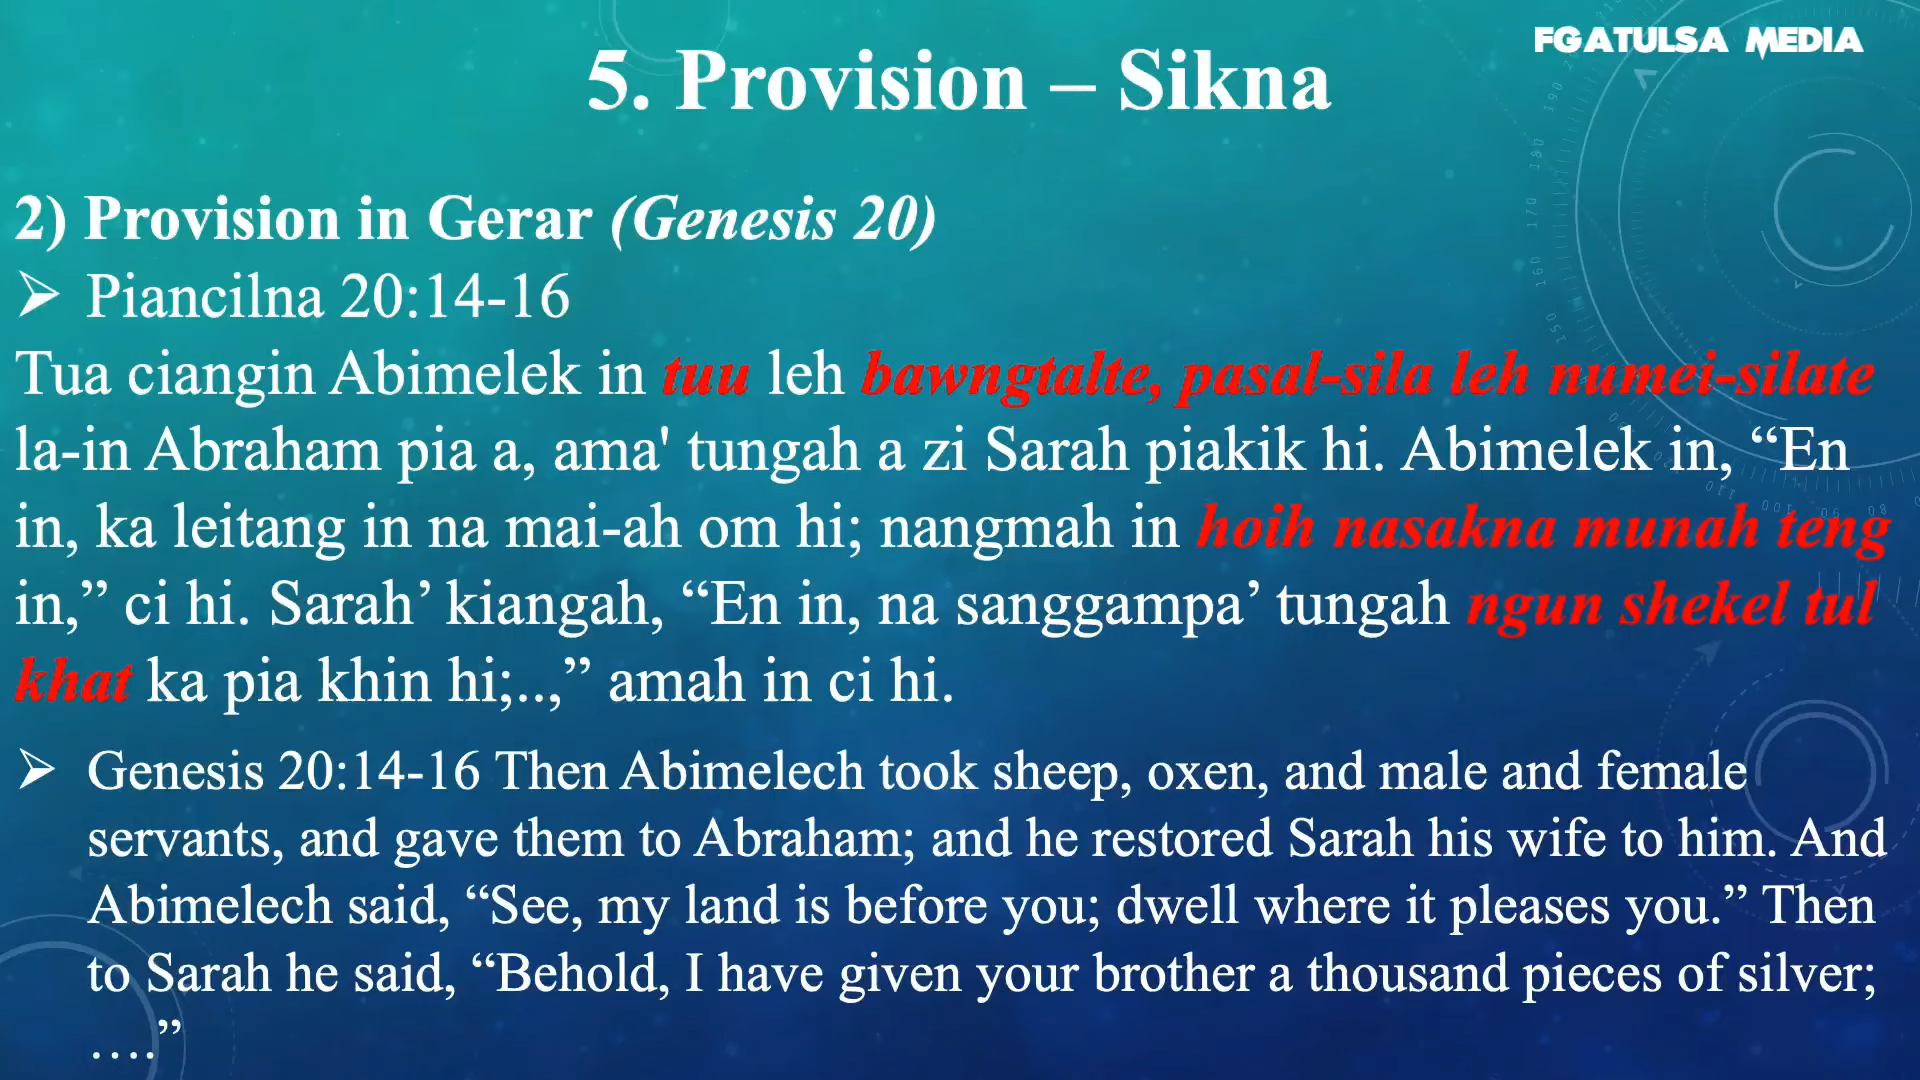 FGATULSA MEDIA
5. Provision – Sikna
2) Provision in Gerar (Genesis 20)
➢ Piancilna 20:14-16
Tua ciangin Abimelek in tuu leh bawngtalte, pasal-sila leh numei-silate
la-in Abraham pia a, ama' tungah a zi Sarah piakik hi. Abimelek in, “En
in, ka leitang in na mai-ah om hi; nangmah in hoih nasakna munah teng
in,” ci hi. Sarah’ kiangah, “En in, na sanggampa’ tungah ngun shekel tul
khat ka pia khin hi;..,” amah in ci hi.
➢ Genesis 20:14-16 Then Abimelech took sheep, oxen, and male and female
servants, and gave them to Abraham; and he restored Sarah his wife to him. And
Abimelech said, “See, my land is before you; dwell where it pleases you.” Then
to Sarah he said, “Behold, I have given your brother a thousand pieces of silver;
….”